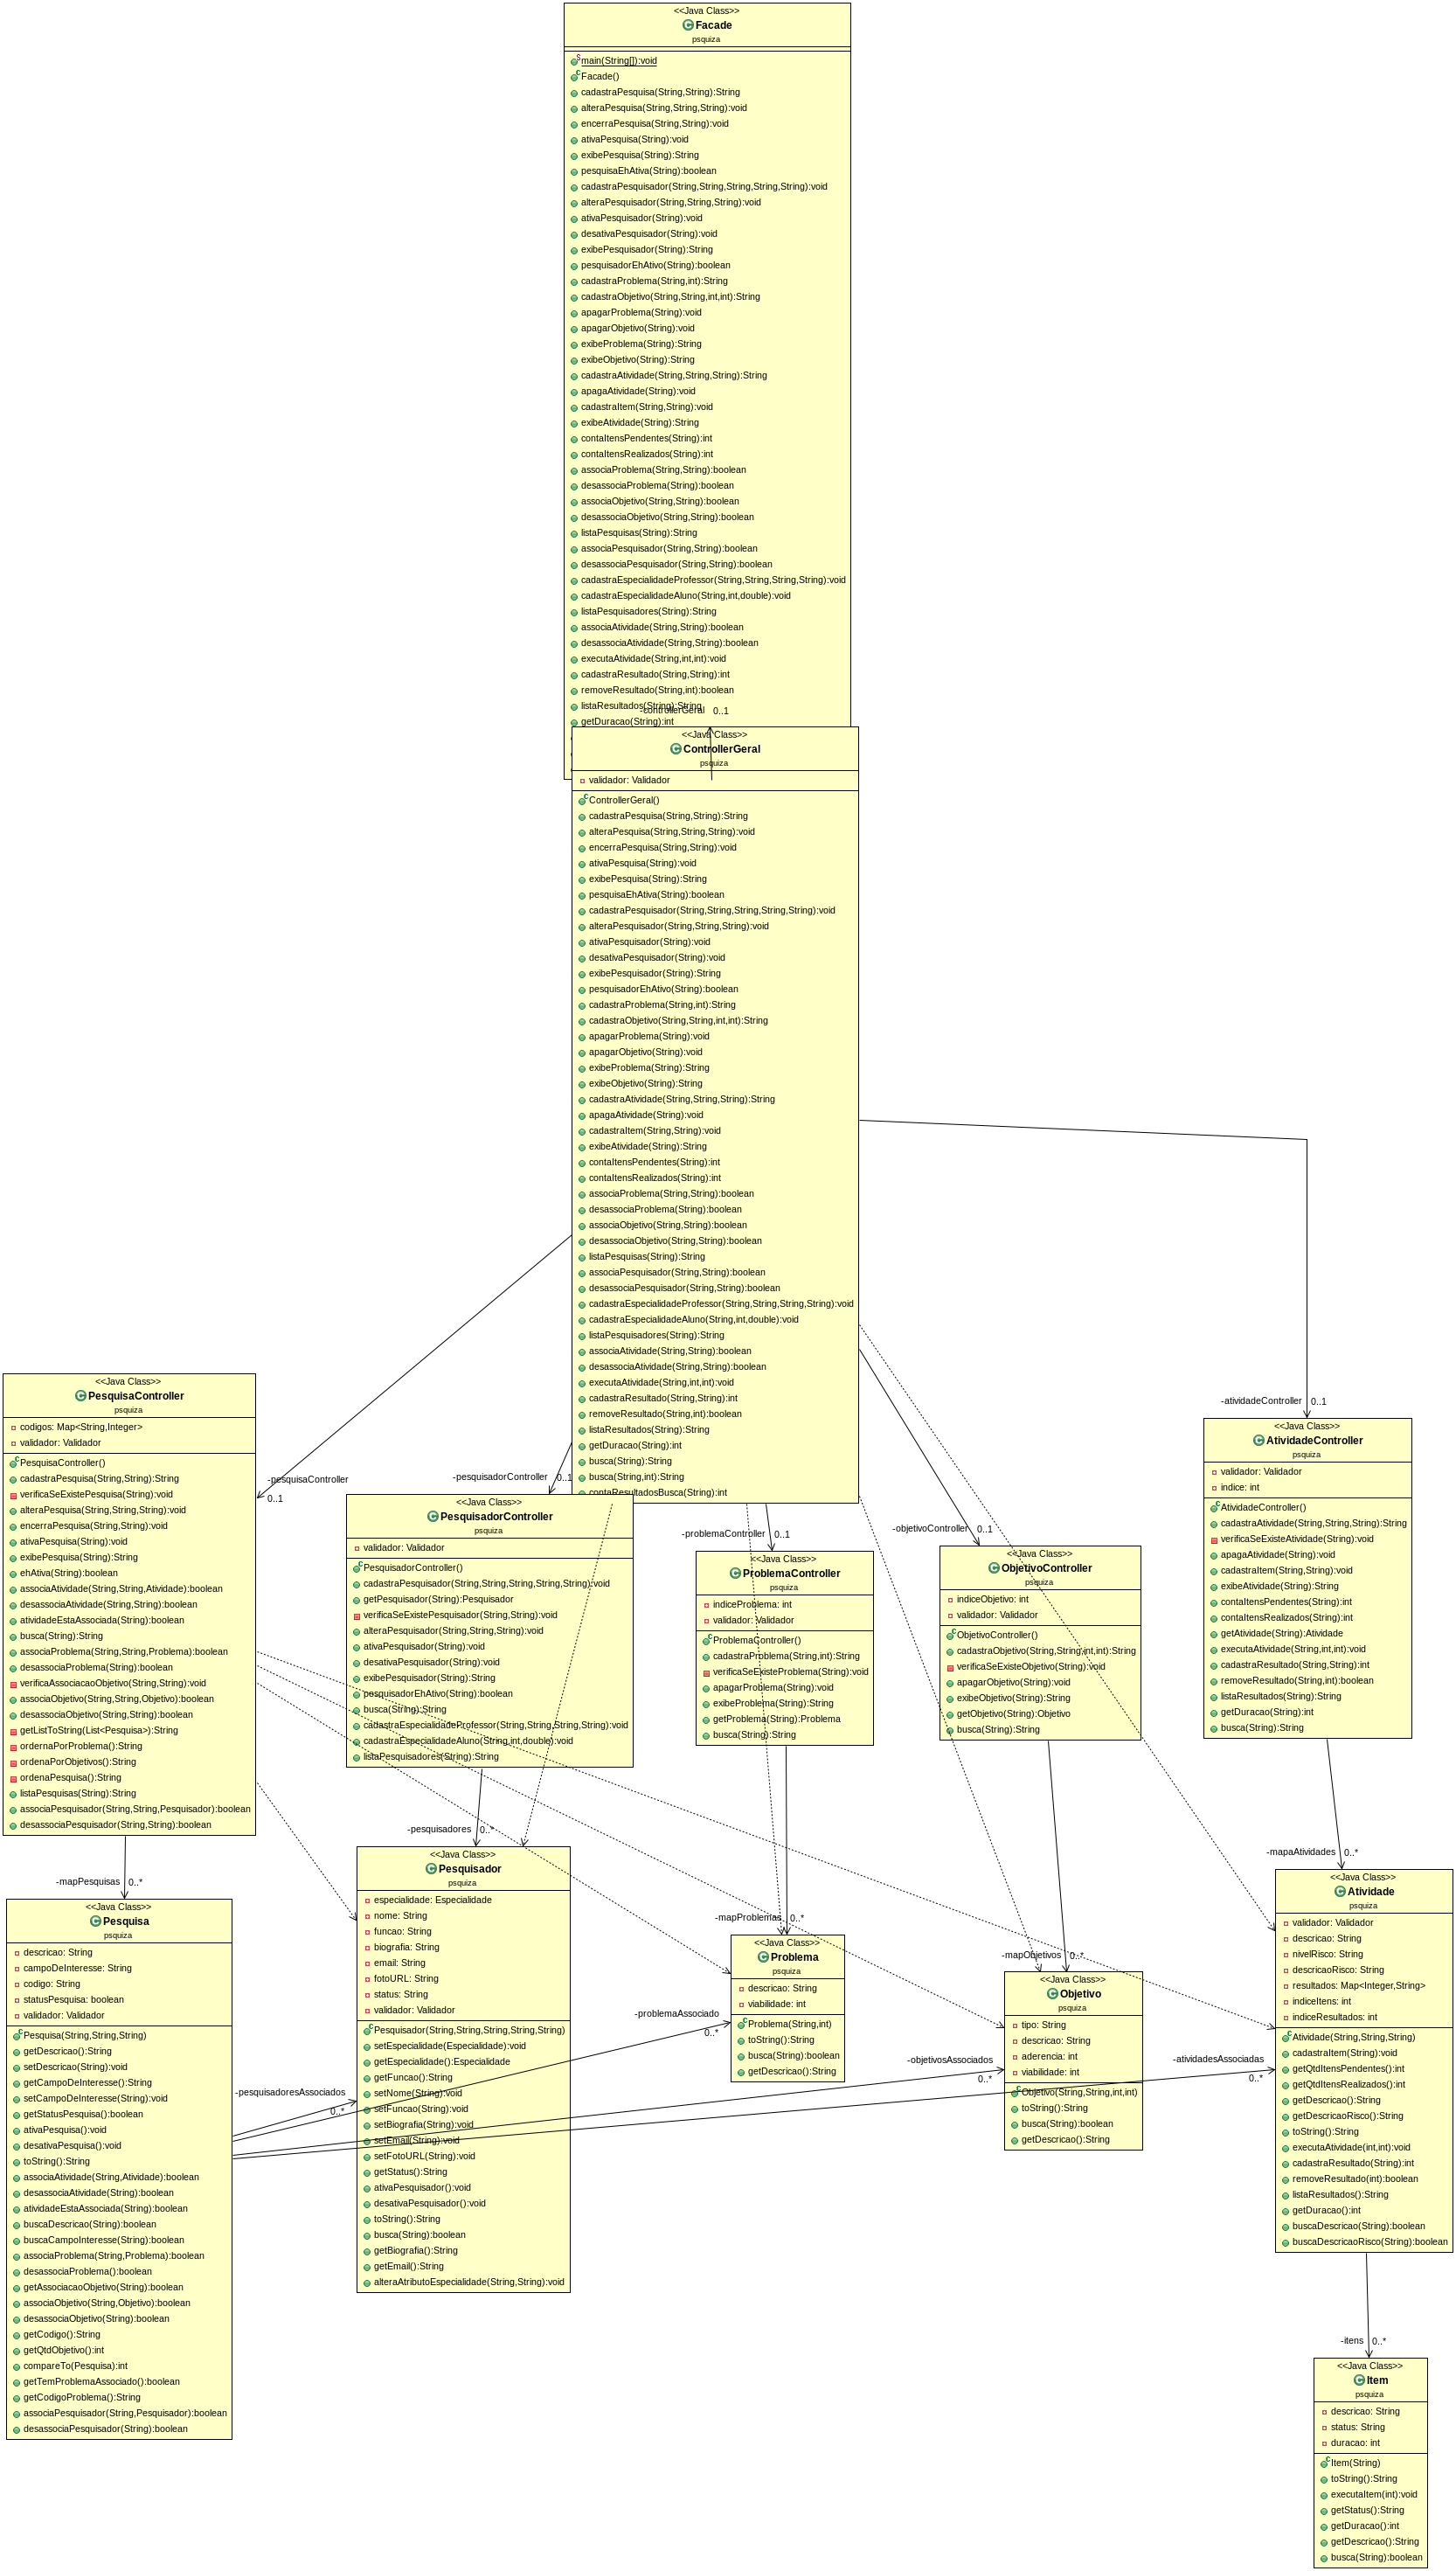 <<Java Class>>
Facade
psquiza
main(String[]):void
Facade()
cadastraPesquisa(String,String):String
alteraPesquisa(String,String,String):void
encerraPesquisa(String,String):void
ativaPesquisa(String):void
exibePesquisa(String):String
pesquisaEhAtiva(String):boolean
cadastraPesquisador(String,String,String,String,String):void
alteraPesquisador(String,String,String):void
ativaPesquisador(String):void
desativaPesquisador(String):void
exibePesquisador(String):String
pesquisadorEhAtivo(String):boolean
cadastraProblema(String,int):String
cadastraObjetivo(String,String,int,int):String
apagarProblema(String):void
apagarObjetivo(String):void
exibeProblema(String):String
exibeObjetivo(String):String
cadastraAtividade(String,String,String):String
apagaAtividade(String):void
cadastraItem(String,String):void
exibeAtividade(String):String
contaItensPendentes(String):int
contaItensRealizados(String):int
associaProblema(String,String):boolean
desassociaProblema(String):boolean
associaObjetivo(String,String):boolean
desassociaObjetivo(String,String):boolean
listaPesquisas(String):String
associaPesquisador(String,String):boolean
desassociaPesquisador(String,String):boolean
cadastraEspecialidadeProfessor(String,String,String,String):void
cadastraEspecialidadeAluno(String,int,double):void
listaPesquisadores(String):String
associaAtividade(String,String):boolean
desassociaAtividade(String,String):boolean
executaAtividade(String,int,int):void
cadastraResultado(String,String):int
removeResultado(String,int):boolean
listaResultados(String):String
-controllerGeral 0..1
getDuracao(String):int
<<Java Class>>
ControllerGeral
psquiza
validador: Validador
ControllerGeral()
cadastraPesquisa(String,String):String
alteraPesquisa(String,String,String):void
encerraPesquisa(String,String):void
ativaPesquisa(String):void
exibePesquisa(String):String
pesquisaEhAtiva(String):boolean
cadastraPesquisador(String,String,String,String,String):void
alteraPesquisador(String,String,String):void
ativaPesquisador(String):void
desativaPesquisador(String):void
exibePesquisador(String):String
pesquisadorEhAtivo(String):boolean
cadastraProblema(String,int):String
cadastraObjetivo(String,String,int,int):String
apagarProblema(String):void
apagarObjetivo(String):void
exibeProblema(String):String
exibeObjetivo(String):String
cadastraAtividade(String,String,String):String
apagaAtividade(String):void
cadastraItem(String,String):void
exibeAtividade(String):String
contaItensPendentes(String):int
contaItensRealizados(String):int
associaProblema(String,String):boolean
desassociaProblema(String):boolean
associaObjetivo(String,String):boolean
desassociaObjetivo(String,String):boolean
listaPesquisas(String):String
associaPesquisador(String,String):boolean
desassociaPesquisador(String,String):boolean
cadastraEspecialidadeProfessor(String,String,String,String):void
cadastraEspecialidadeAluno(String,int,double):void
listaPesquisadores(String):String
associaAtividade(String,String):boolean
desassociaAtividade(String,String):boolean
executaAtividade(String,int,int):void
cadastraResultado(String,String):int
removeResultado(String,int):boolean
listaResultados(String):String
getDuracao(String):int
busca(String):String
busca(String,int):String
contaResultadosBusca(String):int
-pesquisaController
0..1
-pesquisadorController 0..1
-problemaController 0..1
-objetivoController 0..1
-atividadeController 0..1
<<Java Class>>
PesquisaController
psquiza
codigos: Map<String,Integer>
validador: Validador
PesquisaController()
cadastraPesquisa(String,String):String
verificaSeExistePesquisa(String):void
alteraPesquisa(String,String,String):void
encerraPesquisa(String,String):void
ativaPesquisa(String):void
exibePesquisa(String):String
ehAtiva(String):boolean
associaAtividade(String,String,Atividade):boolean
desassociaAtividade(String,String):boolean
atividadeEstaAssociada(String):boolean
busca(String):String
associaProblema(String,String,Problema):boolean
desassociaProblema(String):boolean
verificaAssociacaoObjetivo(String,String):void
associaObjetivo(String,String,Objetivo):boolean
desassociaObjetivo(String,String):boolean
getListToString(List<Pesquisa>):String
ordernaPorProblema():String
ordenaPorObjetivos():String
ordenaPesquisa():String
listaPesquisas(String):String
associaPesquisador(String,String,Pesquisador):boolean
desassociaPesquisador(String,String):boolean
<<Java Class>>
PesquisadorController
psquiza
validador: Validador
PesquisadorController()
cadastraPesquisador(String,String,String,String,String):void
getPesquisador(String):Pesquisador
verificaSeExistePesquisador(String,String):void
alteraPesquisador(String,String,String):void
ativaPesquisador(String):void
desativaPesquisador(String):void
exibePesquisador(String):String
pesquisadorEhAtivo(String):boolean
busca(String):String
cadastraEspecialidadeProfessor(String,String,String,String):void
cadastraEspecialidadeAluno(String,int,double):void
listaPesquisadores(String):String
<<Java Class>>
ProblemaController
psquiza
indiceProblema: int
validador: Validador
ProblemaController()
cadastraProblema(String,int):String
verificaSeExisteProblema(String):void
apagarProblema(String):void
exibeProblema(String):String
getProblema(String):Problema
busca(String):String
<<Java Class>>
ObjetivoController
psquiza
indiceObjetivo: int
validador: Validador
ObjetivoController()
cadastraObjetivo(String,String,int,int):String
verificaSeExisteObjetivo(String):void
apagarObjetivo(String):void
exibeObjetivo(String):String
getObjetivo(String):Objetivo
busca(String):String
<<Java Class>>
AtividadeController
psquiza
validador: Validador
indice: int
AtividadeController()
cadastraAtividade(String,String,String):String
verificaSeExisteAtividade(String):void
apagaAtividade(String):void
cadastraItem(String,String):void
exibeAtividade(String):String
contaItensPendentes(String):int
contaItensRealizados(String):int
getAtividade(String):Atividade
executaAtividade(String,int,int):void
cadastraResultado(String,String):int
removeResultado(String,int):boolean
listaResultados(String):String
getDuracao(String):int
busca(String):String
-mapPesquisas 0..*
-pesquisadores 0..*
-mapProblemas 0..*
-mapObjetivos 0..*
-mapaAtividades 0..*
<<Java Class>>
Pesquisa
psquiza
descricao: String
campoDeInteresse: String
codigo: String
statusPesquisa: boolean
validador: Validador
Pesquisa(String,String,String)
getDescricao():String
setDescricao(String):void
getCampoDeInteresse():String
setCampoDeInteresse(String):void
getStatusPesquisa():boolean
ativaPesquisa():void
desativaPesquisa():void
toString():String
associaAtividade(String,Atividade):boolean
desassociaAtividade(String):boolean
atividadeEstaAssociada(String):boolean
buscaDescricao(String):boolean
buscaCampoInteresse(String):boolean
associaProblema(String,Problema):boolean
desassociaProblema():boolean
getAssociacaoObjetivo(String):boolean
associaObjetivo(String,Objetivo):boolean
desassociaObjetivo(String):boolean
getCodigo():String
getQtdObjetivo():int
compareTo(Pesquisa):int
getTemProblemaAssociado():boolean
getCodigoProblema():String
associaPesquisador(String,Pesquisador):boolean
desassociaPesquisador(String):boolean
-pesquisadoresAssociados
0..*
-problemaAssociado
0..*
-objetivosAssociados
0..*
-atividadesAssociadas
0..*
<<Java Class>>
Pesquisador
psquiza
especialidade: Especialidade
nome: String
funcao: String
biografia: String
email: String
fotoURL: String
status: String
validador: Validador
Pesquisador(String,String,String,String,String)
setEspecialidade(Especialidade):void
getEspecialidade():Especialidade
getFuncao():String
setNome(String):void
setFuncao(String):void
setBiografia(String):void
setEmail(String):void
setFotoURL(String):void
getStatus():String
ativaPesquisador():void
desativaPesquisador():void
toString():String
busca(String):boolean
getBiografia():String
getEmail():String
alteraAtributoEspecialidade(String,String):void
<<Java Class>>
Problema
psquiza
descricao: String
viabilidade: int
Problema(String,int)
toString():String
busca(String):boolean
getDescricao():String
<<Java Class>>
Objetivo
psquiza
tipo: String
descricao: String
aderencia: int
viabilidade: int
Objetivo(String,String,int,int)
toString():String
busca(String):boolean
getDescricao():String
<<Java Class>>
Atividade
psquiza
validador: Validador
descricao: String
nivelRisco: String
descricaoRisco: String
resultados: Map<Integer,String>
indiceItens: int
indiceResultados: int
Atividade(String,String,String)
cadastraItem(String):void
getQtdItensPendentes():int
getQtdItensRealizados():int
getDescricao():String
getDescricaoRisco():String
toString():String
executaAtividade(int,int):void
cadastraResultado(String):int
removeResultado(int):boolean
listaResultados():String
getDuracao():int
buscaDescricao(String):boolean
buscaDescricaoRisco(String):boolean
-itens 0..*
<<Java Class>>
Item
psquiza
descricao: String
status: String
duracao: int
Item(String)
toString():String
executaItem(int):void
getStatus():String
getDuracao():int
getDescricao():String
busca(String):boolean